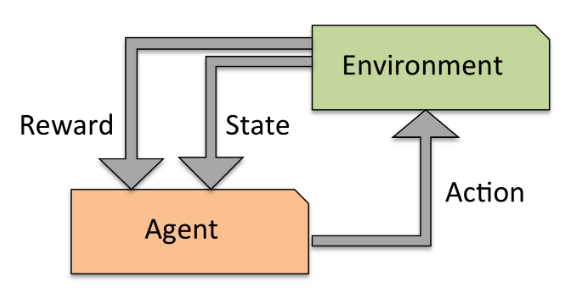 Environment
Reward
State
Action
Agent